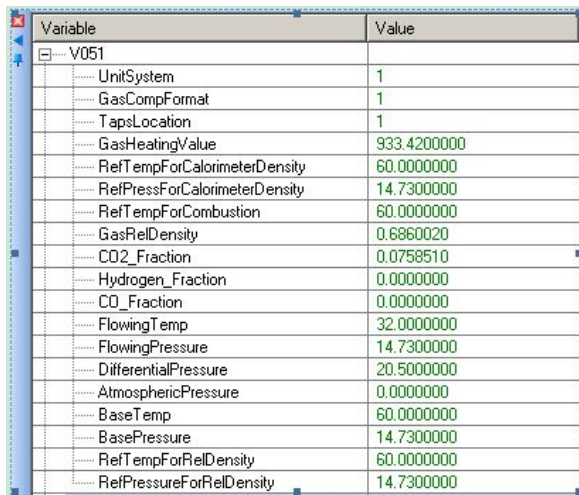 Variable Value
V051
UnitSystem 1
GasCompFormat 1
TapsLocation 1
GasHeatingValue 933.4200000
RefTempForCalorimeterDensity 60.0000000
RefPressForCalorimeterDensity 14.7300000
RefTempForCombustion 60.0000000
GasRelDensity 0.6860020
CO2_Fraction 0.0758510
Hydrogen_Fraction 0.0000000
CO_Fraction 0.0000000
FlowingTemp 32.0000000
FlowingPressure 14.7300000
DifferentialPressure 20.5000000
AtmosphericPressure 0.0000000
BaseTemp 60.0000000
BasePressure 14.7300000
RefTempForRelDensity 60.0000000
RefPressureForRelDensity 14.7300000